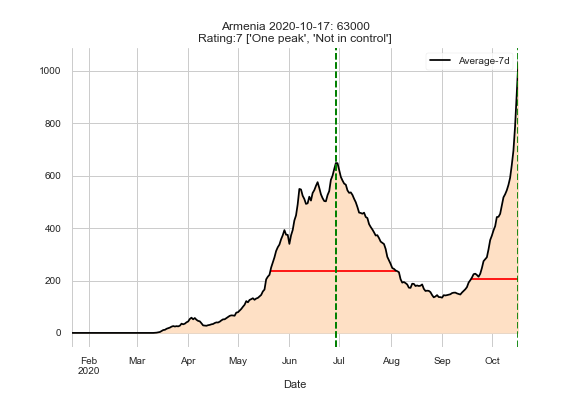 Armenia 2020-10-17: 63000
Rating:7 ['One peak', 'Not in control']
Average-7d
1000
800
600
400
200
0
Feb Mar Apr May Jun Jul Aug Sep Oct
2020
Date